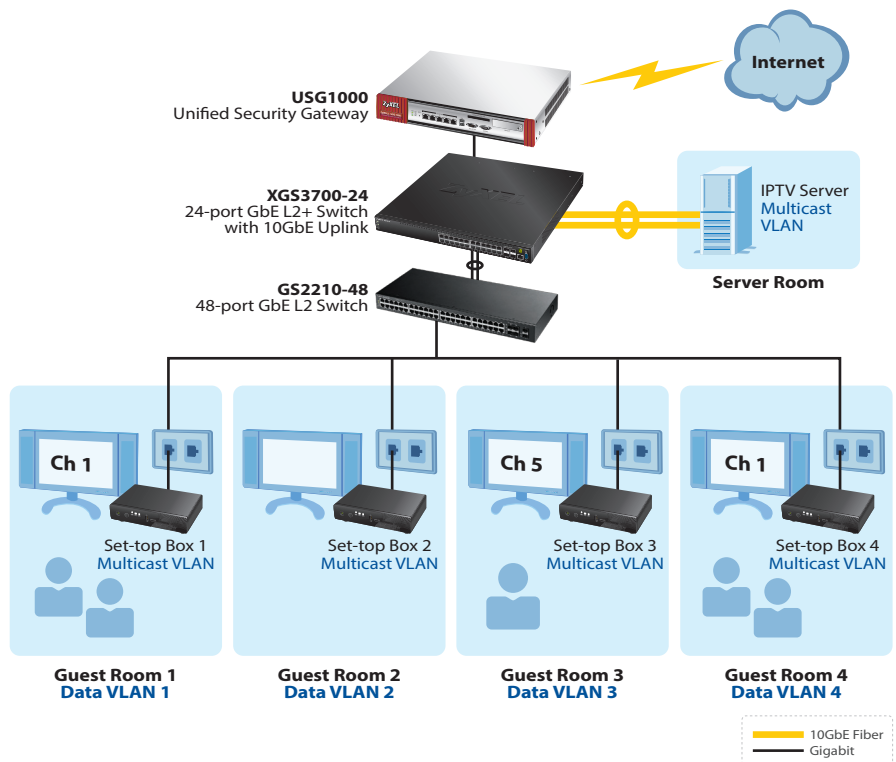 Internet
USG1000
Unified Security Gateway
ZyXEL
XGS3700-24
24-port GbE L2+ Switch
with 10GbE Uplink
ZyXEL
IPTV Server
Multicast
VLAN
Server Room
GS2210-48
48-port GbE L2 Switch
Ch 1
Set-top Box 1
Multicast VLAN
Guest Room 1
Data VLAN 1
Set-top Box 2
Multicast VLAN
Guest Room 2
Data VLAN 2
Ch 5
Set-top Box 3
Multicast VLAN
Guest Room 3
Data VLAN 3
Ch 1
Set-top Box 4
Multicast VLAN
Guest Room 4
Data VLAN 4
10GbE Fiber
Gigabit